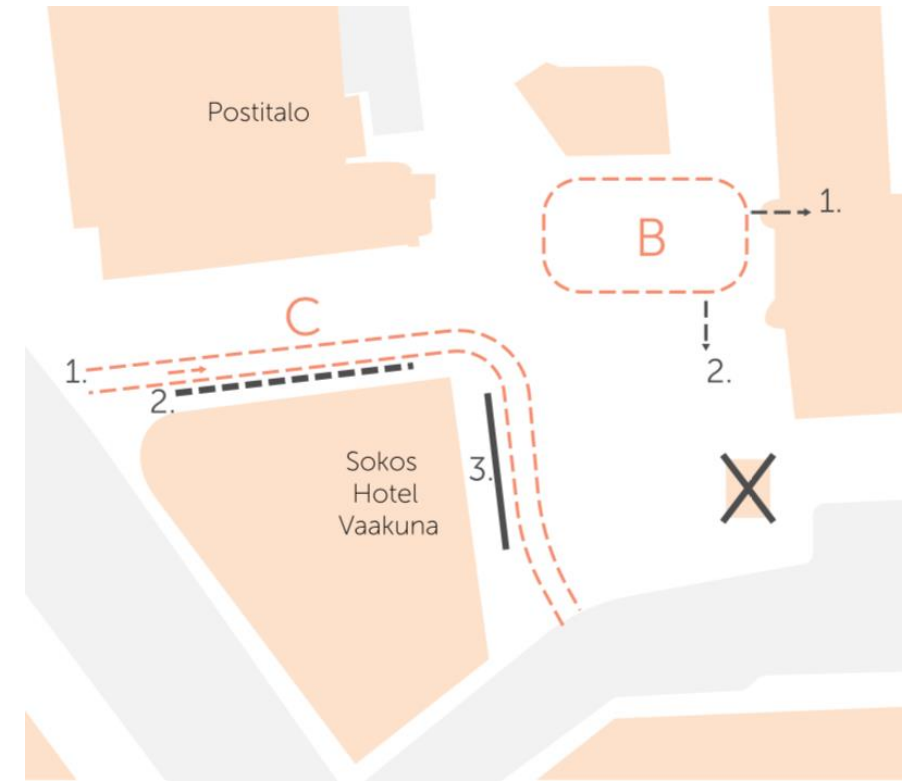 Postitalo
1.
B
C
2.
1.
2.
Sokos
Hotel
Vaakuna
3.